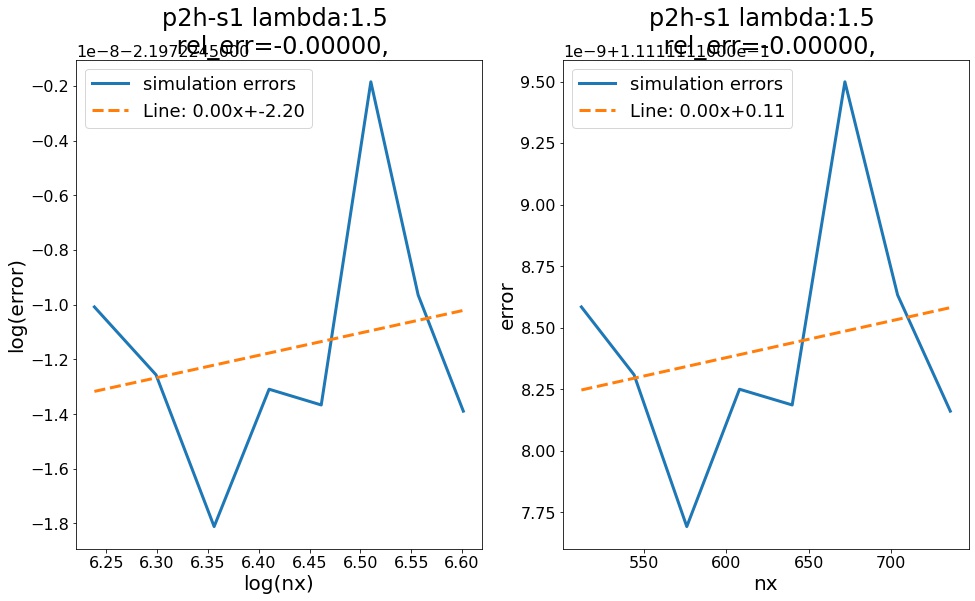 p2h-s1 lambda:1.5
rel_err=-0.00000,
1e−8−2.1972245000
simulation errors
Line: 0.00x+-2.20
−0.2
−0.4
−0.6
−0.8
−1.0
−1.2
−1.4
−1.6
−1.8
log(error)
6.25 6.30 6.35 6.40 6.45 6.50 6.55 6.60
log(nx)
p2h-s1 lambda:1.5
rel_err=-0.00000,
1e−9+1.1111111000e−1
simulation errors
Line: 0.00x+0.11
9.50
9.25
9.00
8.75
8.50
8.25
8.00
7.75
error
550 600 650 700
nx